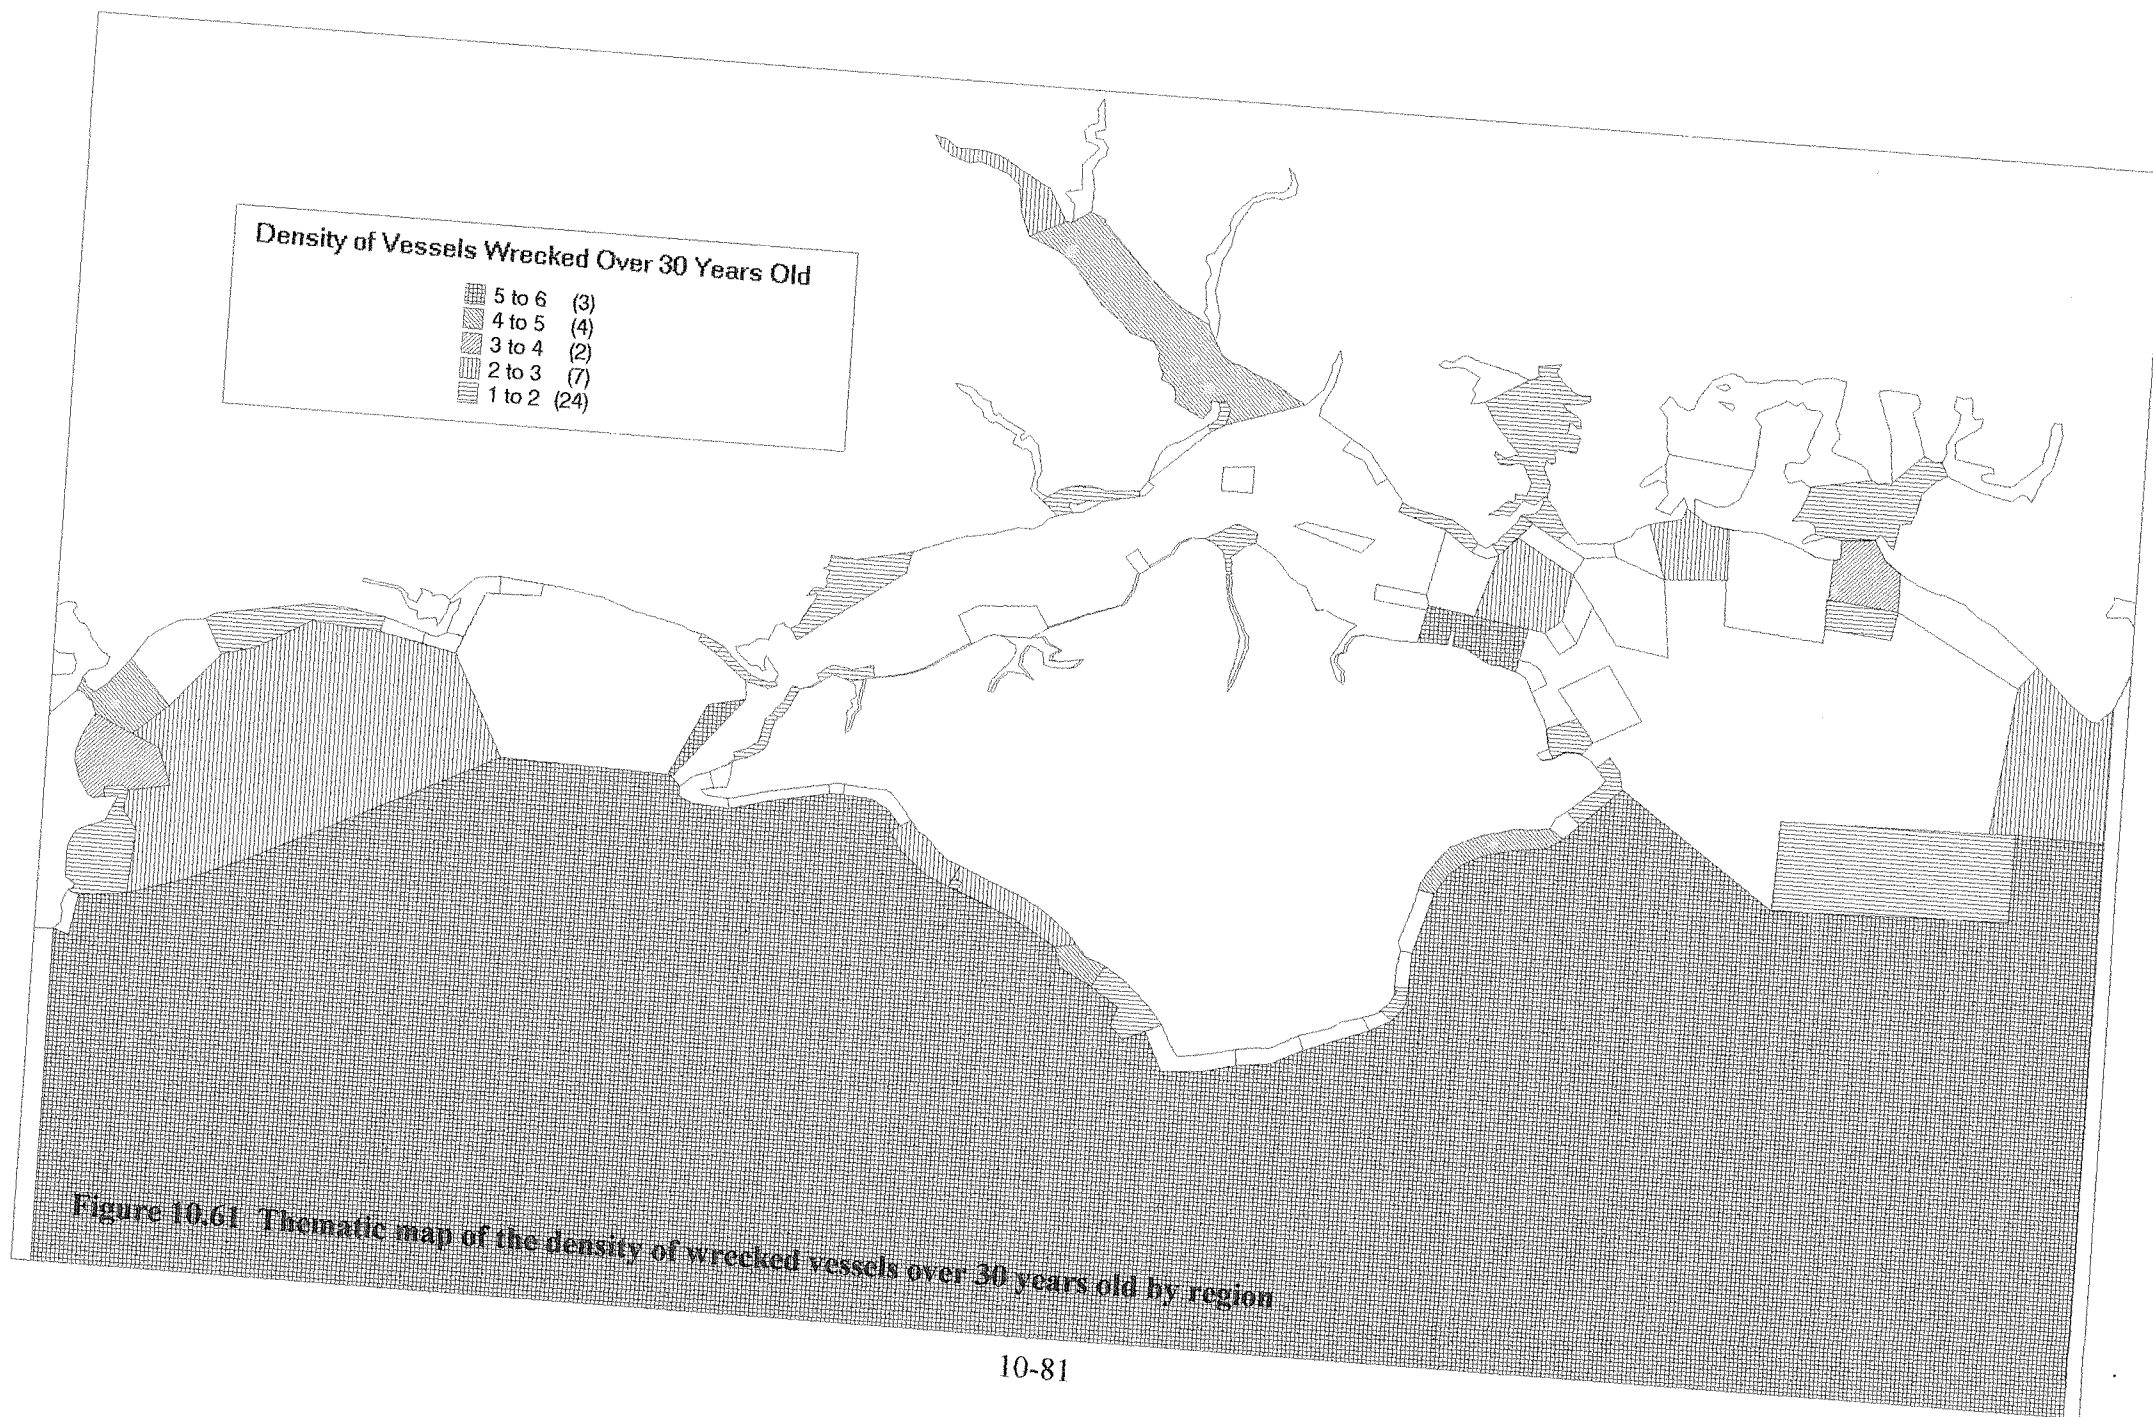 Density of Vessels Wrecked Over 30 Years Old
5 to 6 (3)
4 to 5 (4)
3 to 4 (2)
2 to 3 (7)
1 to 2 (24)
Figure 10.61 Thematic map of the density of wrecked vessels over 30 years old by region
10-81